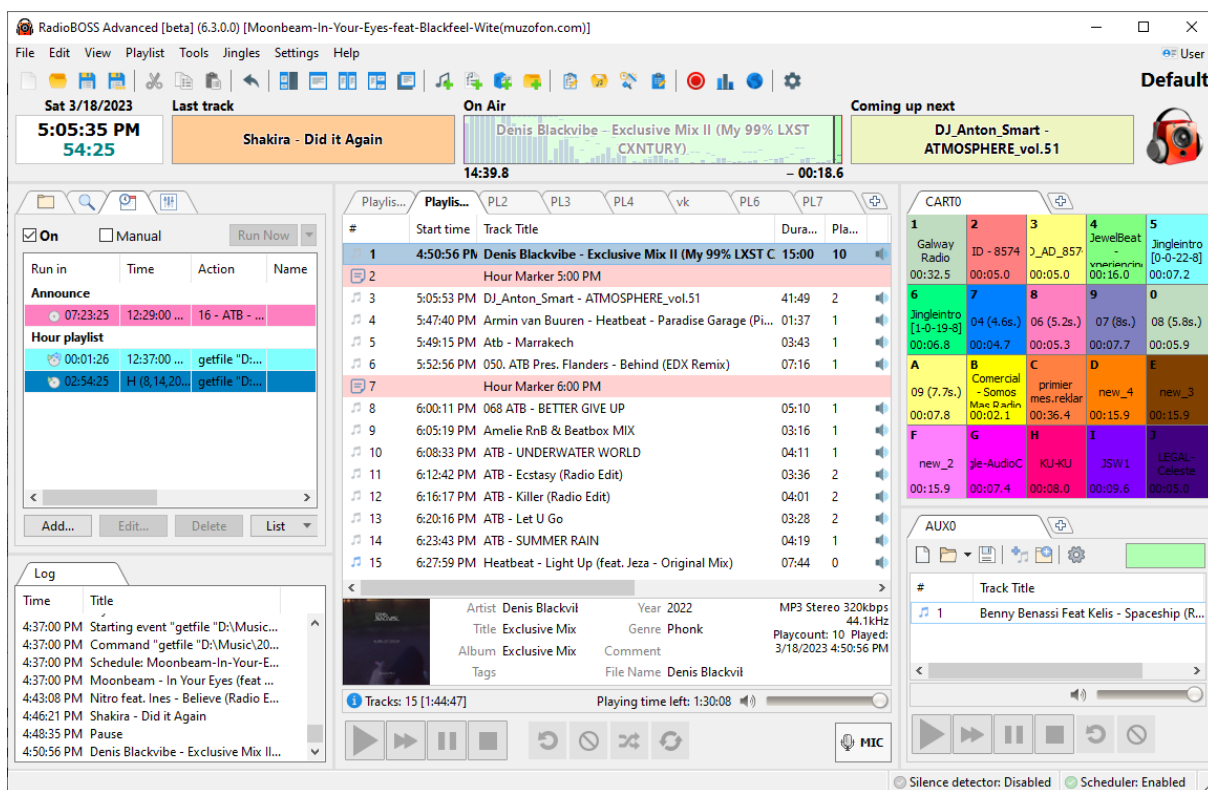 RadioBOSS Advanced [beta] (6.3.0.0) [Moonbeam-In-Your-Eyes-feat-Blackfeel-Wite(muzofon.com)]
File Edit View Playlist Tools Jingles Settings Help
User
Default
Sat 3/18/2023 Last track On Air Coming up next
5:05:35 PM
54:25
Shakira - Did it Again
Denis Blackvibe - Exclusive Mix II (My 99% LXST
CXNTURY)
14:39.8 – 00:18.6
DJ_Anton_Smart -
ATMOSPHERE_vol.51
On Manual Run Now
Run in Time Action Name
Announce
07:23:25 12:29:00 ... 16 - ATB - ...
Hour playlist
00:01:26 12:37:00 ... getfile "D:...
02:54:25 H (8,14,20... getfile "D:...
Add... Edit... Delete List
Log
Time Title
4:37:00 PM Starting event "getfile "D:\Music...
4:37:00 PM Command "getfile "D:\Music\20...
4:37:00 PM Schedule: Moonbeam-In-Your-E...
4:37:00 PM Moonbeam - In Your Eyes (feat ...
4:43:08 PM Nitro feat. Ines - Believe (Radio E...
4:46:21 PM Shakira - Did it Again
4:48:35 PM Pause
4:50:56 PM Denis Blackvibe - Exclusive Mix II...
Playlis... Playlis... PL2 PL3 PL4 vk PL6 PL7
# Start time Track Title Dura... Pla...
1 4:50:56 PM Denis Blackvibe - Exclusive Mix II (My 99% LXST C 15:00 10
2 Hour Marker 5:00 PM
3 5:05:53 PM DJ_Anton_Smart - ATMOSPHERE_vol.51 41:49 2
4 5:47:40 PM Armin van Buuren - Heatbeat - Paradise Garage (Pi... 01:37 1
5 5:49:15 PM Atb - Marrakech 03:43 1
6 5:52:56 PM 050. ATB Pres. Flanders - Behind (EDX Remix) 07:16 1
7 Hour Marker 6:00 PM
8 6:00:11 PM 068 ATB - BETTER GIVE UP 05:10 1
9 6:05:19 PM Amelie RnB & Beatbox MIX 03:16 1
10 6:08:33 PM ATB - UNDERWATER WORLD 04:11 1
11 6:12:42 PM ATB - Ecstasy (Radio Edit) 03:36 2
12 6:16:17 PM ATB - Killer (Radio Edit) 04:01 2
13 6:20:16 PM ATB - Let U Go 03:28 2
14 6:23:43 PM ATB - SUMMER RAIN 04:19 1
15 6:27:59 PM Heatbeat - Light Up (feat. Jeza - Original Mix) 07:44 0
Artist Denis Blackvil Year 2022
Title Exclusive Mix Genre Phonk
Album Exclusive Mix Comment
Tags File Name Denis Blackvil
MP3 Stereo 320kbps
44.1kHz
Playcount: 10 Played:
3/18/2023 4:50:56 PM
Tracks: 15 [1:44:47] Playing time left: 1:30:08
MIC
CART0
1 2 3 4 5
Galway
Radio
00:32.5
ID - 8574
00:05.0
_AD_857
00:05.0
JewelBeat
-
00:16.0
Jingleintro
[0-0-22-8]
00:07.2
6 7 8 9 0
Jingleintro
[1-0-19-8]
00:06.8
04 (4.6s.)
00:04.7
06 (5.2s.)
00:05.3
07 (8s.)
00:07.7
08 (5.8s.)
00:05.9
A B C D E
09 (7.7s.)
00:07.8
Comercial
- Somos
Mas Radio
00:02.1
primier
mes.reklar
00:36.4
new_4
00:15.9
new_3
00:15.9
F G H I J
new_2
00:15.9
gle-AudioC
00:07.4
KU-KU
00:08.0
JSW1
00:09.6
LEGAL-
Celeste
00:05.0
AUX0
# Track Title
1 Benny Benassi Feat Kelis - Spaceship (R...
Silence detector: Disabled Scheduler: Enabled